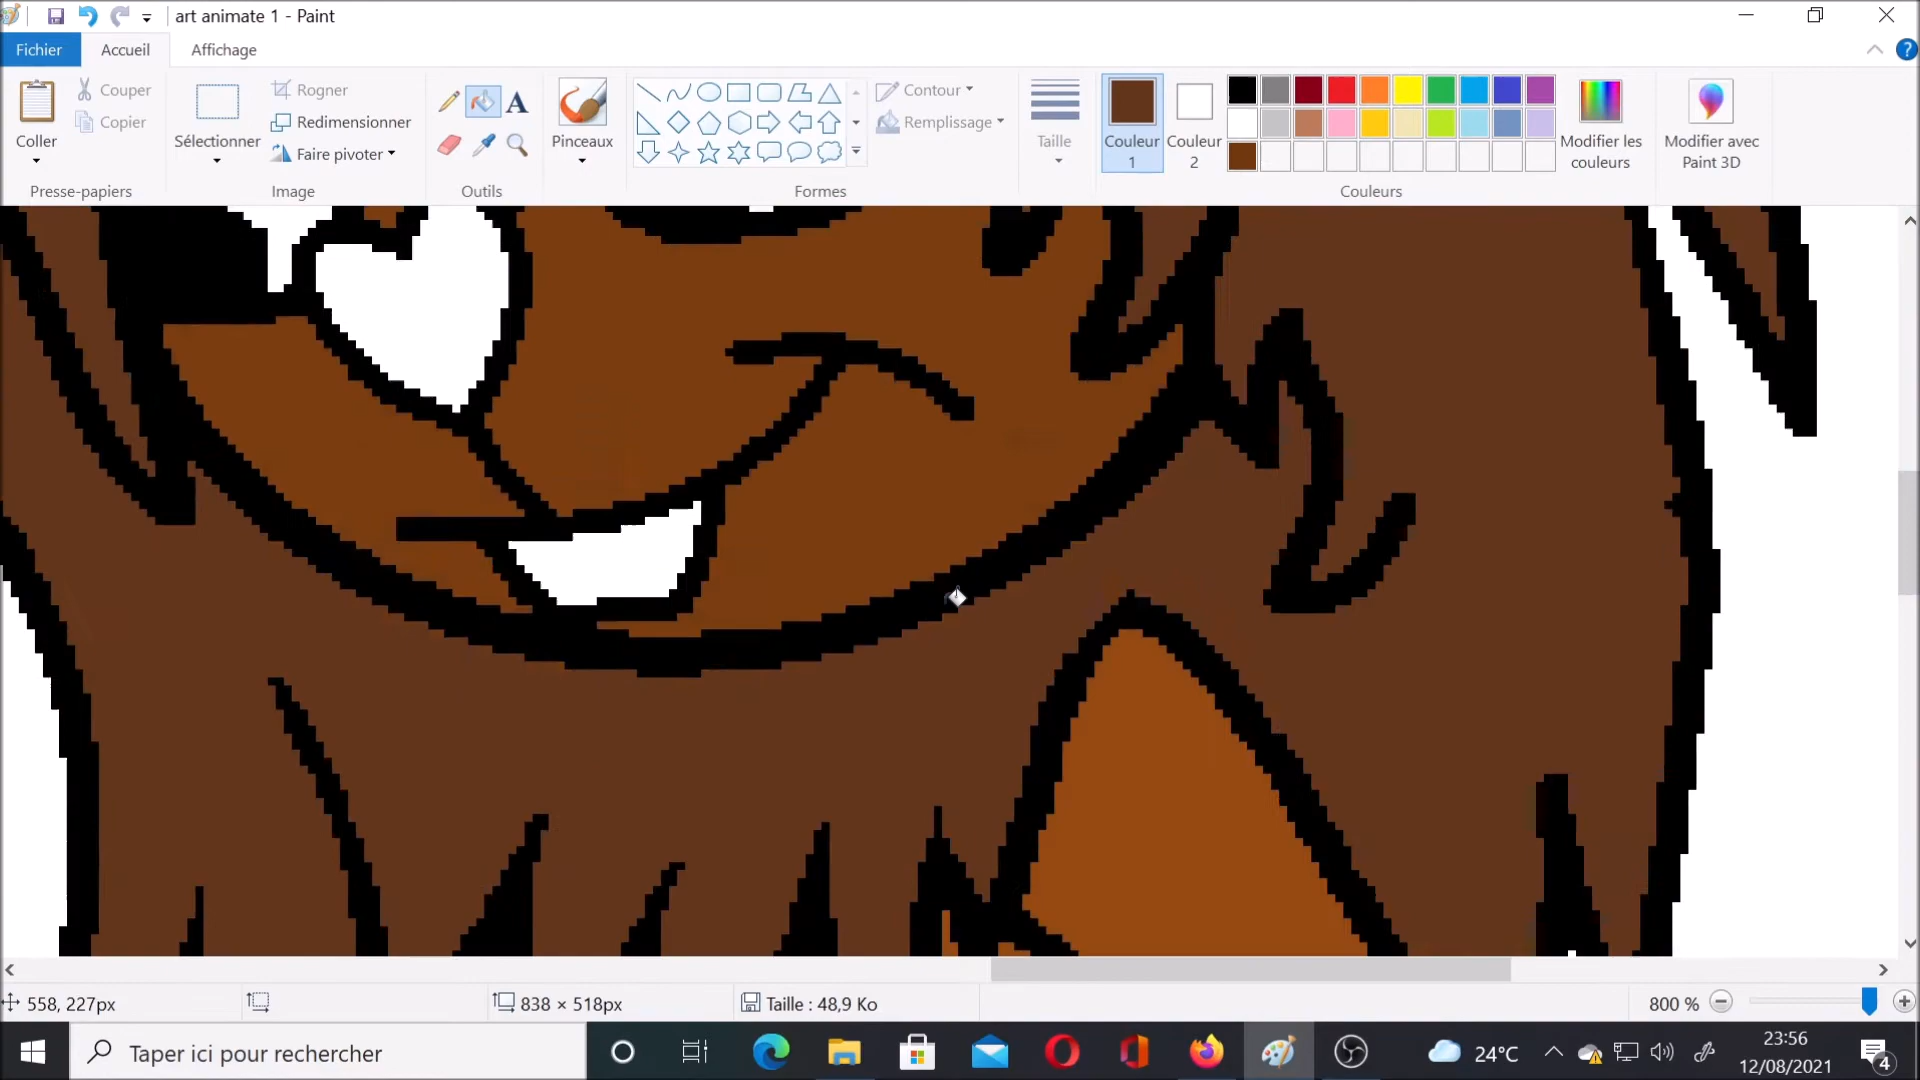 art animate 1 - Paint
Fichier Accueil Affichage
Coller
Couper
Copier
Presse-papiers
Sélectionner
Rogner
Redimensionner
Faire pivoter
Image
A
Outils
Pinceaux
Formes
Contour
Remplissage
Taille
Couleur
1
Couleur
2
Couleurs
Modifier les
couleurs
Modifier avec
Paint 3D
558, 227px
838 × 518px
Taille : 48,9 Ko
800 %
Taper ici pour rechercher
24°C
23:56
12/08/2021
4